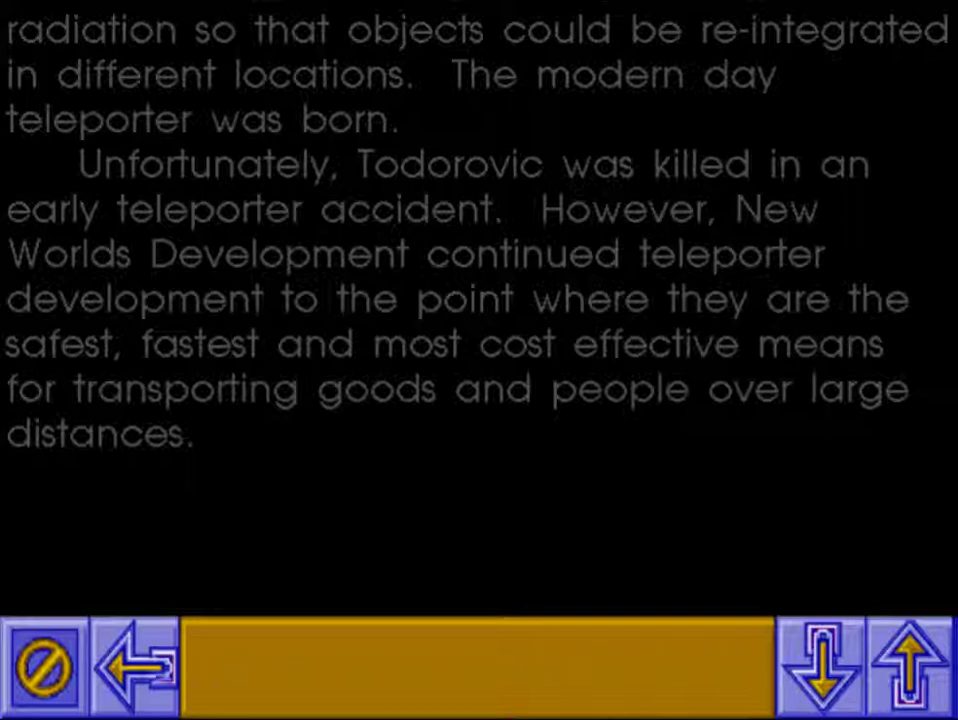 radiation so that objects could be re-integrated
in different locations. The modern day
teleporter was born.
Unfortunately, Todorovic was killed in an
early teleporter accident. However, New
Worlds Development continued teleporter
development to the point where they are the
safest, fastest and most cost effective means
for transporting goods and people over large
distances.